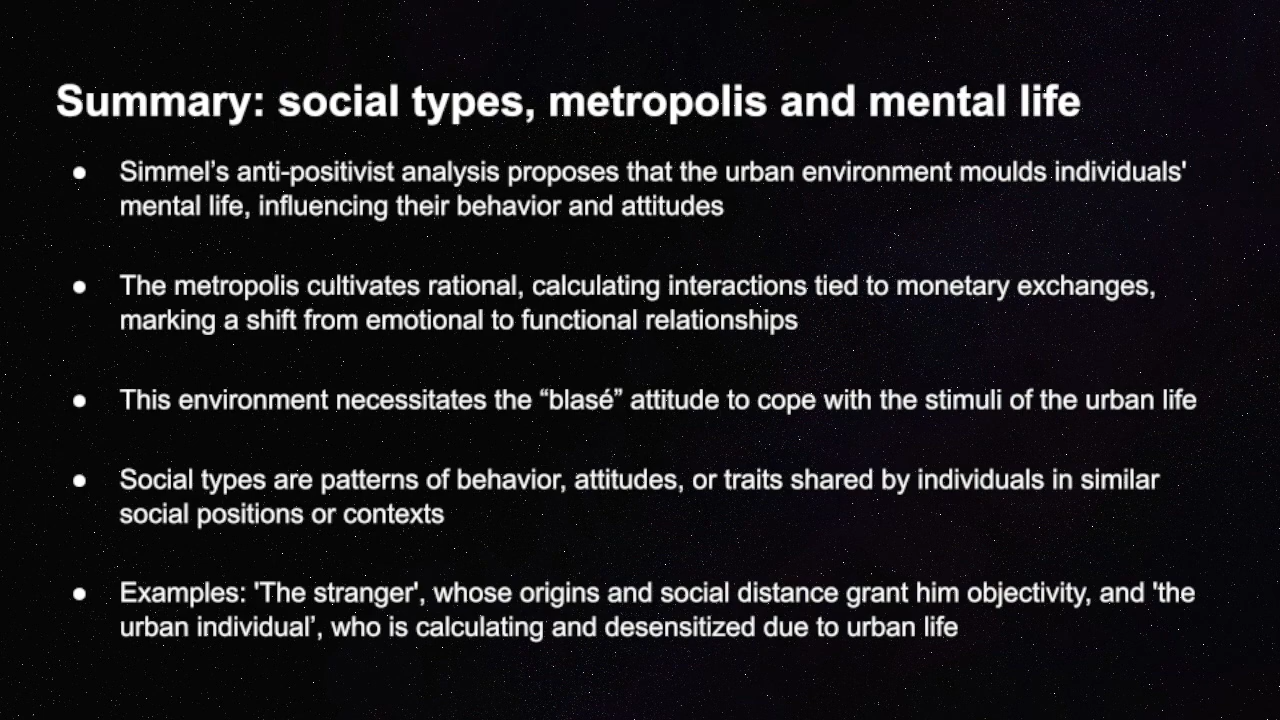 Summary: social types, metropolis and mental life
● Simmel’s anti-positivist analysis proposes that the urban environment moulds individuals'
mental life, influencing their behavior and attitudes
● The metropolis cultivates rational, calculating interactions tied to monetary exchanges,
marking a shift from emotional to functional relationships
● This environment necessitates the “blasé” attitude to cope with the stimuli of the urban life
● Social types are patterns of behavior, attitudes, or traits shared by individuals in similar
social positions or contexts
● Examples: 'The stranger', whose origins and social distance grant him objectivity, and 'the
urban individual’, who is calculating and desensitized due to urban life